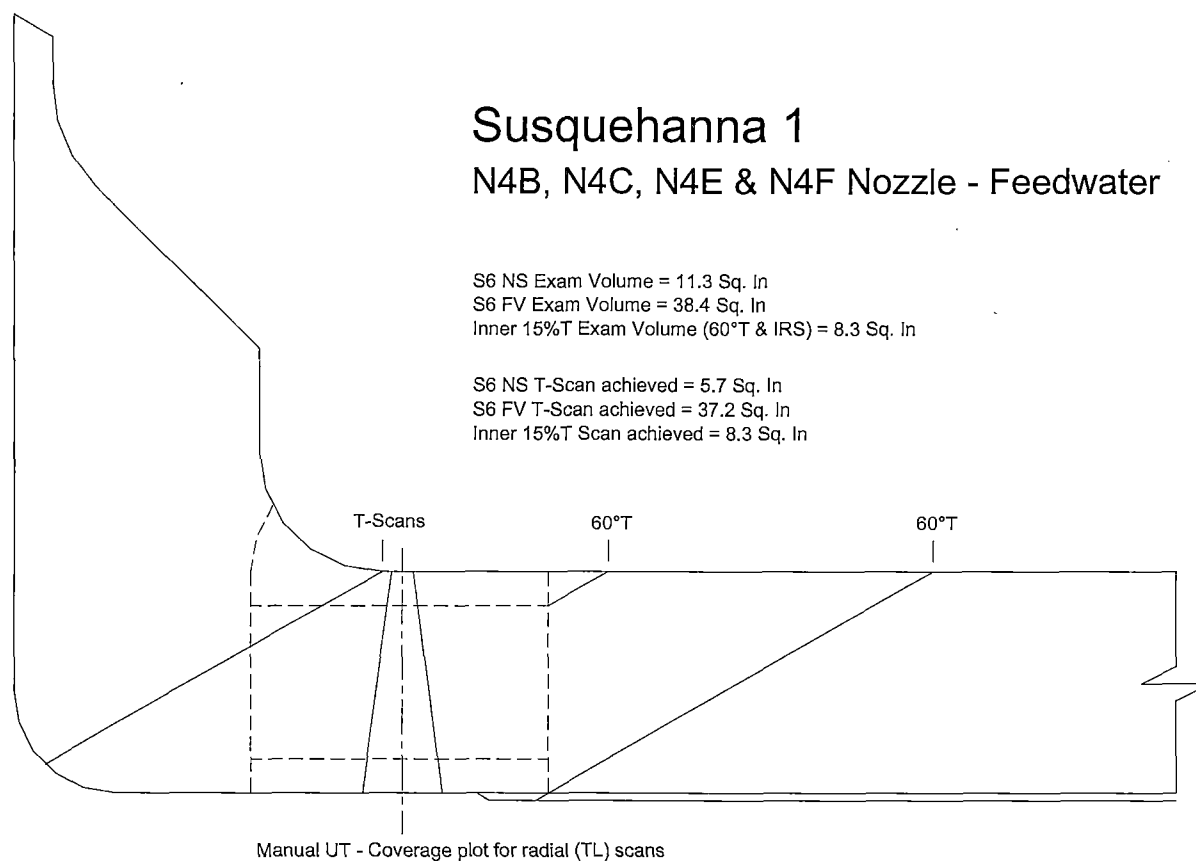 Susquehanna 1
N4B, N4C, N4E & N4F Nozzle - Feedwater
S6 NS Exam Volume = 11.3 Sq. In
S6 FV Exam Volume = 38.4 Sq. In
Inner 15%T Exam Volume (60°T & IRS) = 8.3 Sq. In
S6 NS T-Scan achieved = 5.7 Sq. In
S6 FV T-Scan achieved = 37.2 Sq. In
Inner 15%T Scan achieved = 8.3 Sq. In
T-Scans 60°T 60°T
Manual UT - Coverage plot for radial (TL) scans